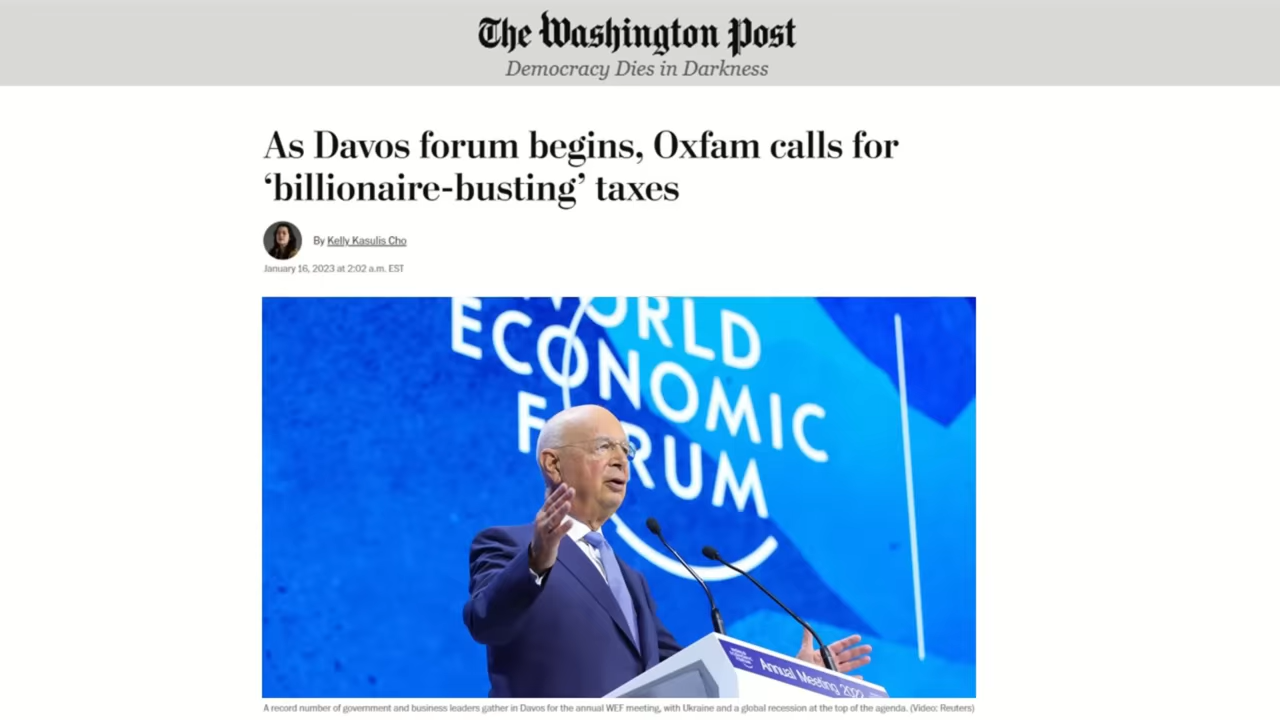 The Washington Post
Democracy Dies in Darkness
As Davos forum begins, Oxfam calls for
‘billionaire-busting’ taxes
By Kelly Kasulis Cho
January 16, 2023 at 2:02 a.m. EST
WORLD
ECONOMIC
FORUM
WORLD
ECONOMIC
FORUM
Annual Meeting
A record number of government and business leaders gather in Davos for the annual WEF meeting, with Ukraine and a global recession at the top of the agenda. (Video: Reuters)